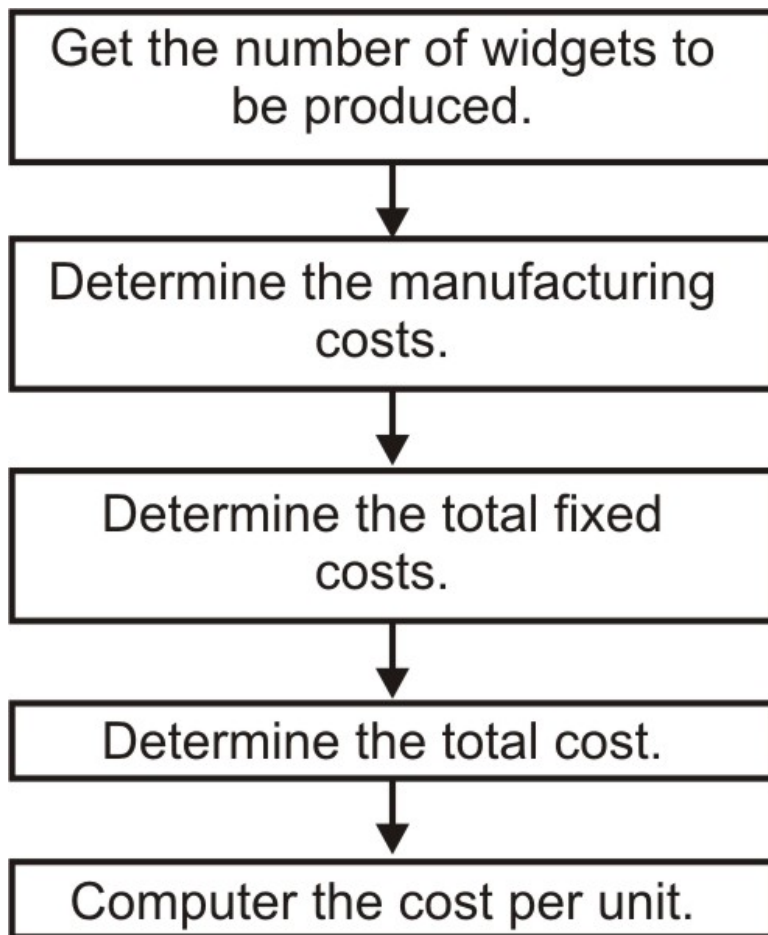 Get the number of widgets to
be produced.
Determine the manufacturing
costs.
Determine the total fixed
costs.
Determine the total cost.
Computer the cost per unit.